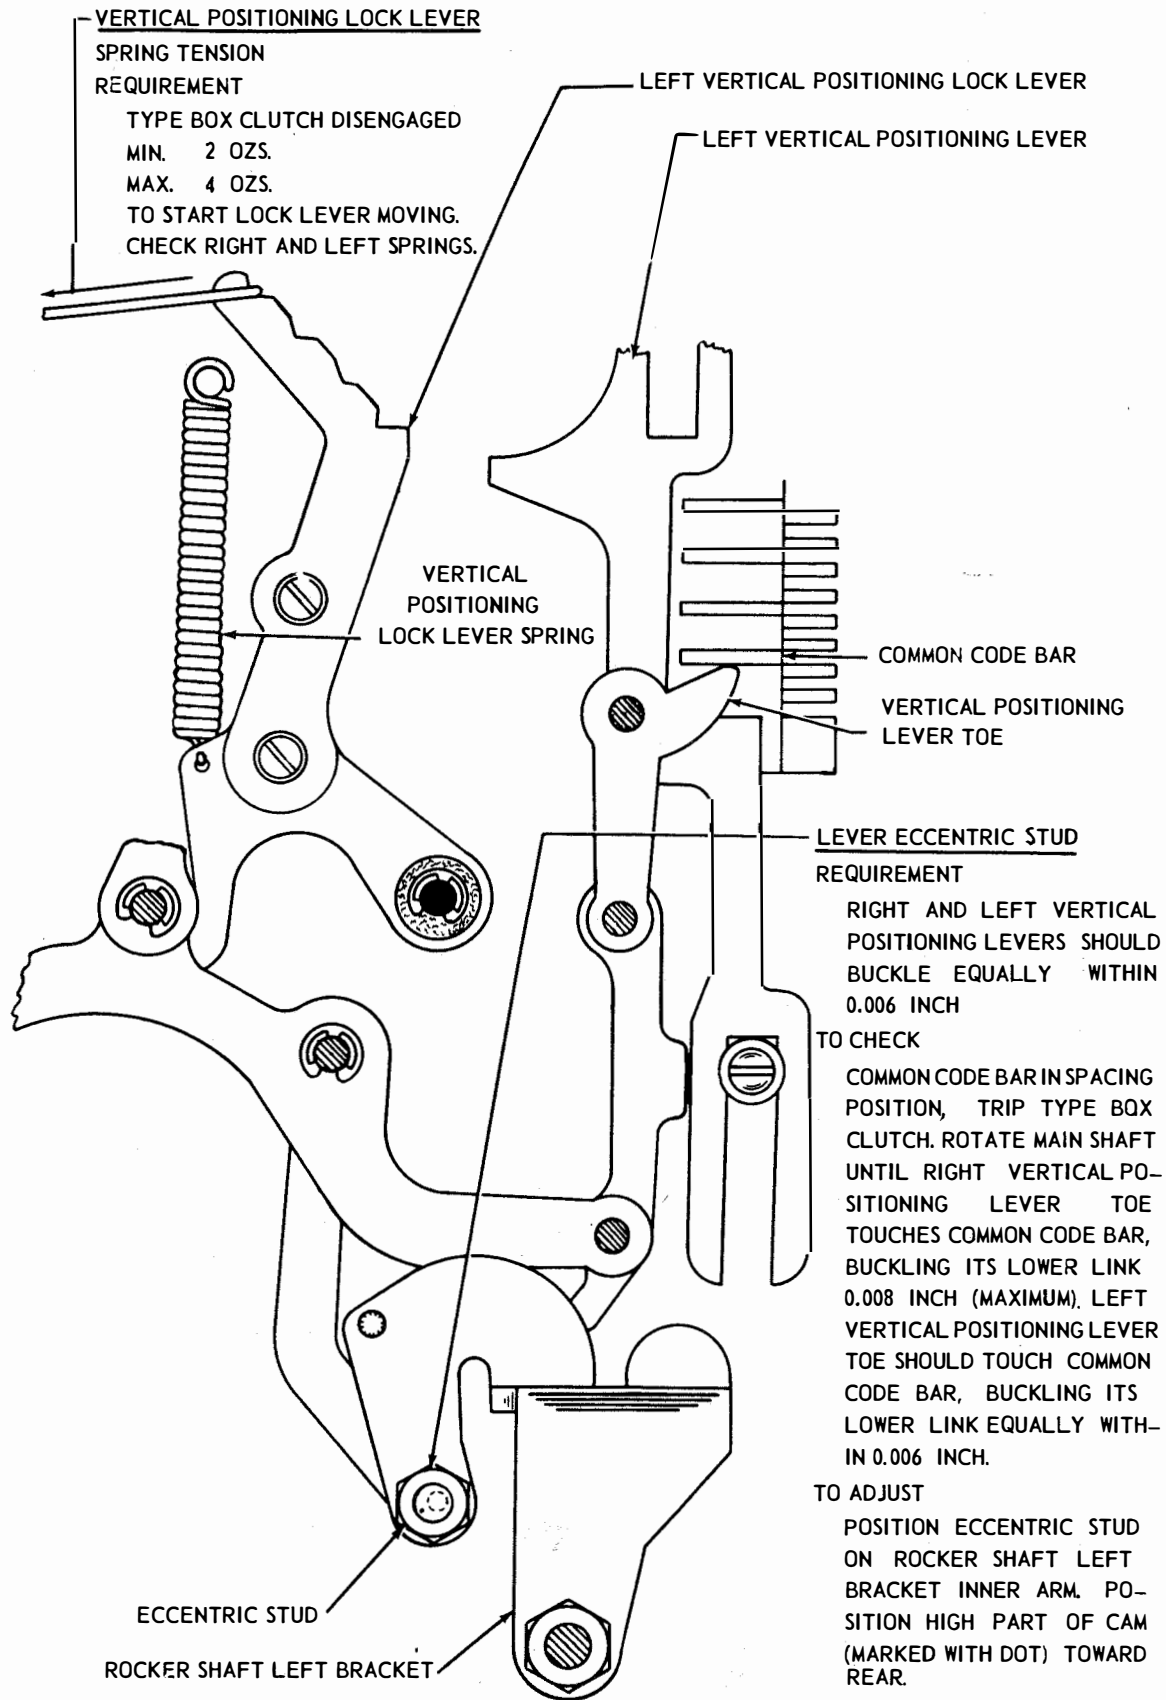 VERTICAL POSITIONING LOCK LEVER
SPRING TENSION
REQUIREMENT
TYPE BOX CLUTCH DISENGAGED
MIN. 2 OZS.
MAX. 4 OZS.
TO START LOCK LEVER MOVING.
CHECK RIGHT AND LEFT SPRINGS.
LEFT VERTICAL POSITIONING LOCK LEVER
LEFT VERTICAL POSITIONING LEVER
VERTICAL
POSITIONING
LOCK LEVER SPRING
COMMON CODE BAR
VERTICAL POSITIONING
LEVER TOE
LEVER ECCENTRIC STUD
REQUIREMENT
RIGHT AND LEFT VERTICAL
POSITIONING LEVERS SHOULD
BUCKLE EQUALLY WITHIN
0.006 INCH
TO CHECK
COMMON CODE BAR IN SPACING
POSITION, TRIP TYPE BOX
CLUTCH. ROTATE MAIN SHAFT
UNTIL RIGHT VERTICAL PO-
SITIONING LEVER TOE
TOUCHES COMMON CODE BAR,
BUCKLING ITS LOWER LINK
0.008 INCH (MAXIMUM). LEFT
VERTICAL POSITIONING LEVER
TOE SHOULD TOUCH COMMON
CODE BAR, BUCKLING ITS
LOWER LINK EQUALLY WITH-
IN 0.006 INCH.
TO ADJUST
POSITION ECCENTRIC STUD
ON ROCKER SHAFT LEFT
BRACKET INNER ARM. PO-
SITION HIGH PART OF CAM
(MARKED WITH DOT) TOWARD
REAR.
ECCENTRIC STUD
ROCKER SHAFT LEFT BRACKET